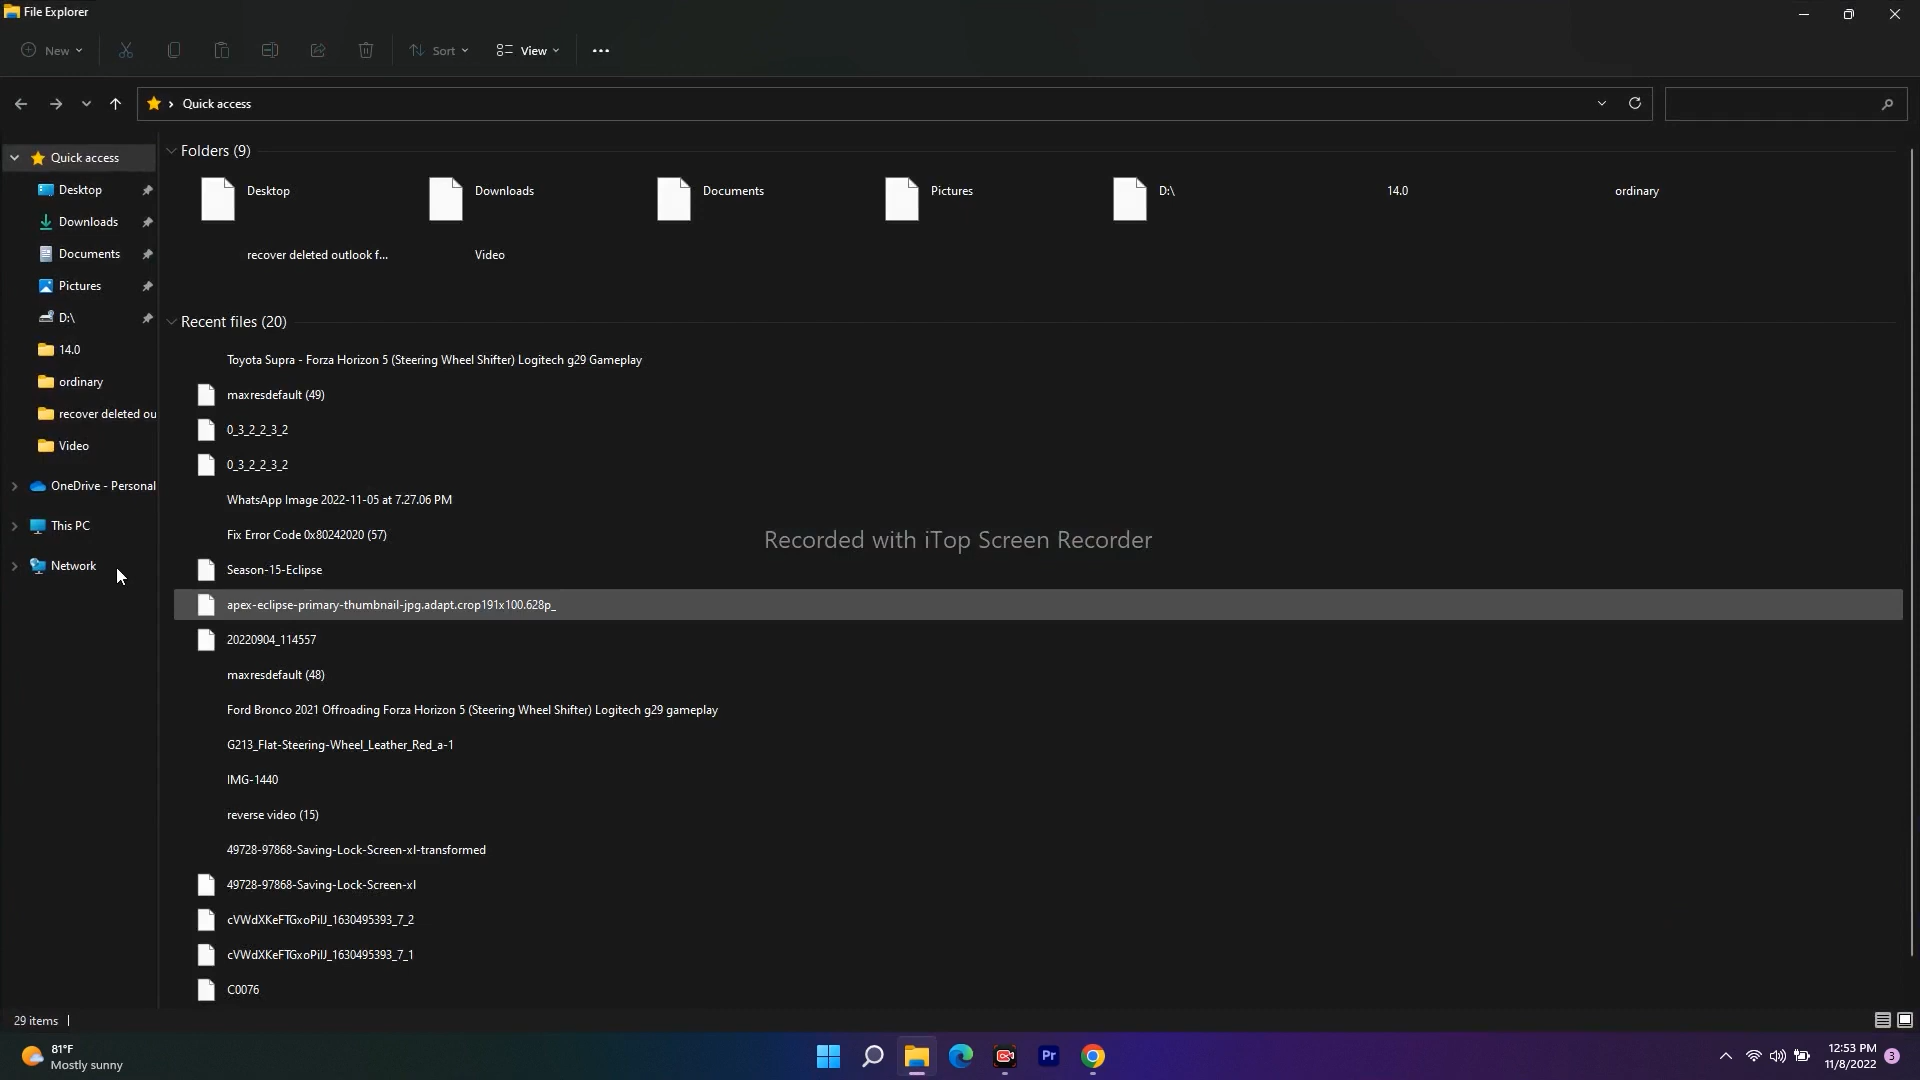 File Explorer
New
Sort
View
Quick access
Quick access
Desktop
Downloads
Documents
Pictures
D:\
14.0
ordinary
recover deleted ou
Video
OneDrive - Personal
This PC
Network
Folders (9)
Desktop
Downloads
Documents
Pictures
D:\
14.0
ordinary
recover deleted outlook f...
Video
Recent files (20)
Toyota Supra - Forza Horizon 5 (Steering Wheel Shifter) Logitech g29 Gameplay
maxresdefault (49)
0_3_2_2_3_2
0_3_2_2_3_2
WhatsApp Image 2022-11-05 at 7.27.06 PM
Fix Error Code 0x80242020 (57)
Recorded with iTop Screen Recorder
Season-15-Eclipse
apex-eclipse-primary-thumbnail-jpg.adapt.crop191x100.628p_
20220904_114557
maxresdefault (48)
Ford Bronco 2021 Offroading Forza Horizon 5 (Steering Wheel Shifter) Logitech g29 gameplay
G213_Flat-Steering-Wheel_Leather_Red_a-1
IMG-1440
reverse video (15)
49728-97868-Saving-Lock-Screen-xl-transformed
49728-97868-Saving-Lock-Screen-xl
cVWdXKeFTGxoPilJ_1630495393_7_2
cVWdXKeFTGxoPilJ_1630495393_7_1
C0076
29 items
81°F
Mostly sunny
Pr
12:53 PM
11/8/2022
3